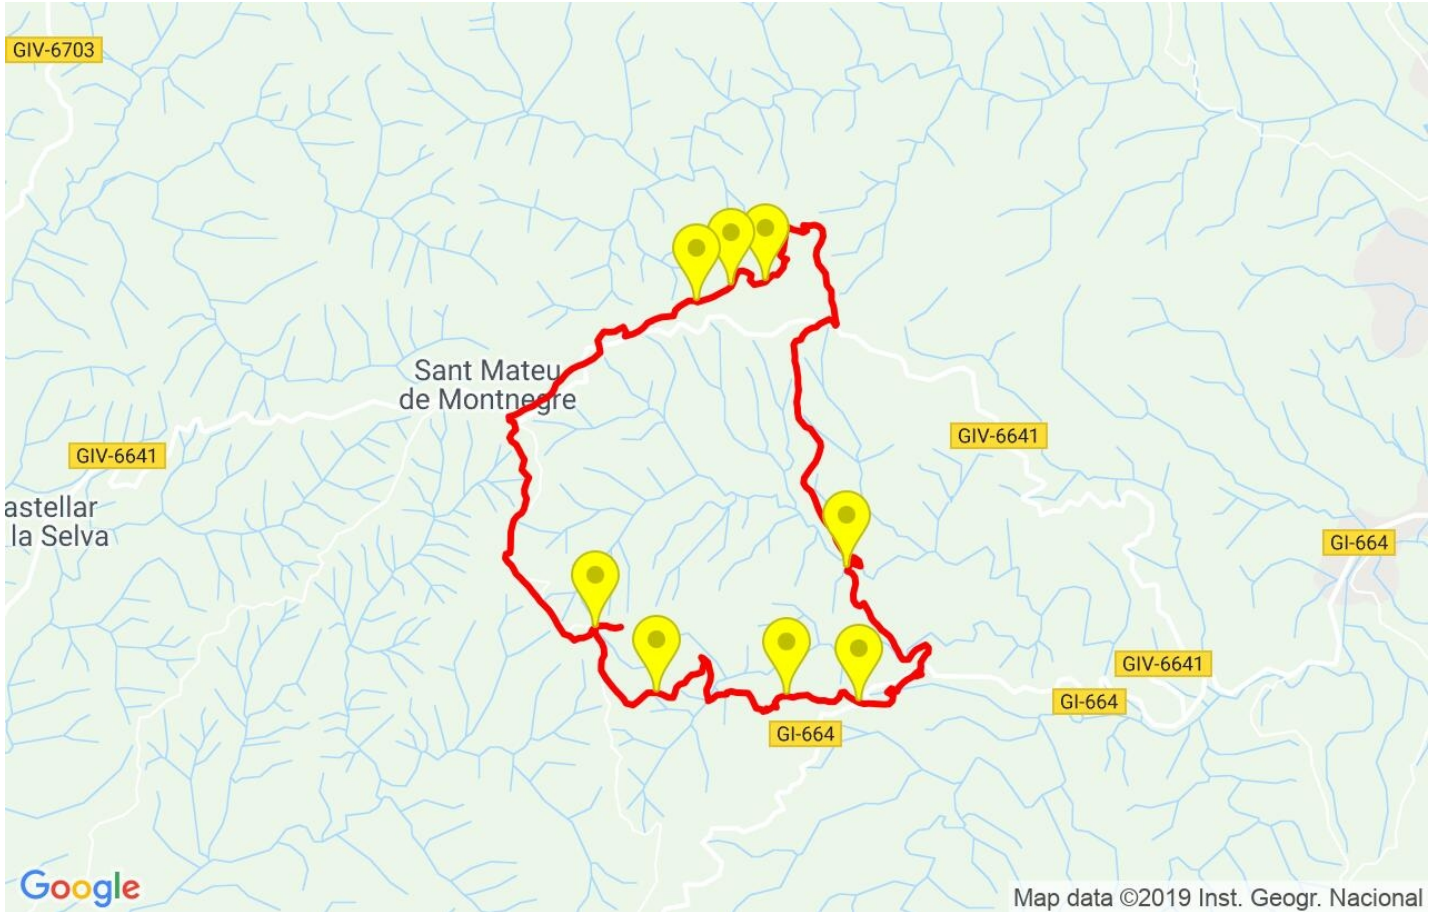 GIV-6703
Sant Mateu
de Montnegre
GIV-6641
GIV-6641
astellar
la Selva
GI-664
GIV-6641
GI-664
GI-664
Google
Map data ©2019 Inst. Geogr. Nacional